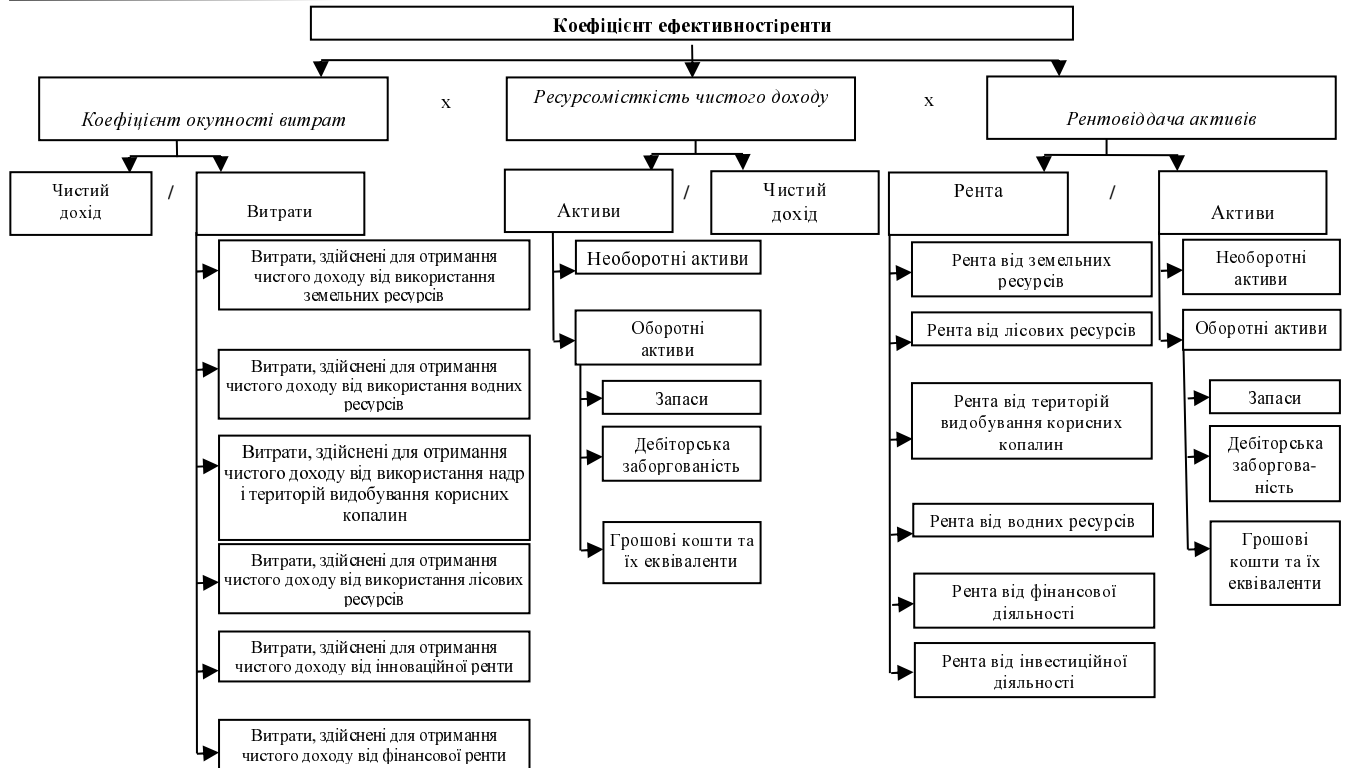 Коефіцієнт ефективностіренти
Коефіцієнт окупності витрат
х
Ресурсомісткість чистого доходу
х
Рентовіддача активів
Чистий
дохід
/
Витрати
Активи
/
Чистий
дохід
Рента
/
Активи
Витрати, здійснені для отримання
чистого доходу від використання
земельних ресурсів
Витрати, здійснені для отримання
чистого доходу від використання водних
ресурсів
Витрати, здійснені для отримання
чистого доходу від використання надр
і територій видобування корисних
копалин
Витрати, здійснені для отримання
чистого доходу від використання лісових
ресурсів
Витрати, здійснені для отримання
чистого доходу від інноваційної ренти
Витрати, здійснені для отримання
чистого доходу від фінансової ренти
Необоротні активи
Оборотні
активи
Запаси
Дебіторська
заборгованість
Грошові кошти та
їх еквіваленти
Рента від земельних
ресурсів
Рента від лісових ресурсів
Рента від територій
видобування корисних
копалин
Рента від водних ресурсів
Рента від фінансової
діяльності
Рента від інвестиційної
діяльності
Необоротні
активи
Оборотні активи
Запаси
Дебіторська
заборгова-
ність
Грошові
кошти та їх
еквіваленти